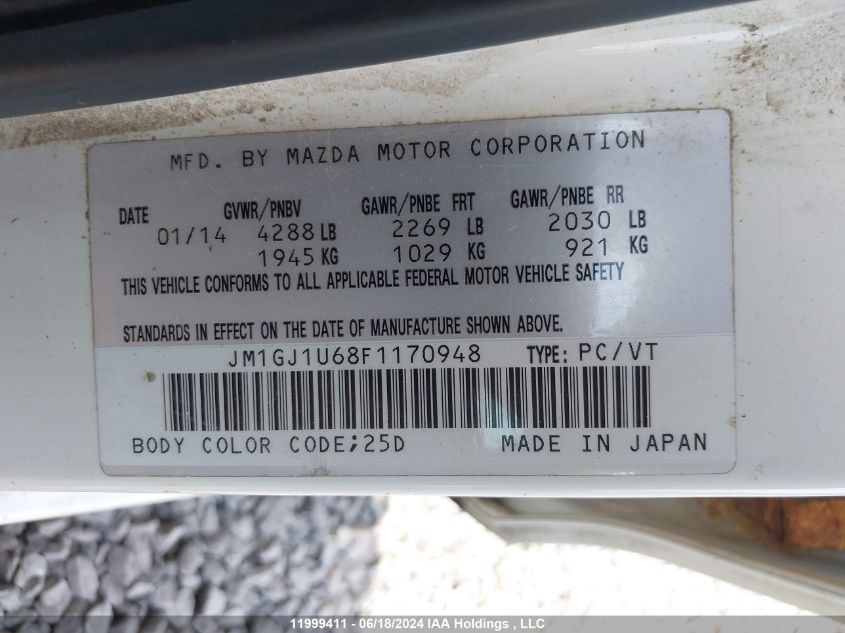 MFD. BY MAZDA MOTOR CORPORATION
DATE GVWR/PNBV GAWR/PNBE FRT GAWR/PNBE RR
01/14 4288 LB 2269 LB 2030 LB
1945 KG 1029 KG 921 KG
THIS VEHICLE CONFORMS TO ALL APPLICABLE FEDERAL MOTOR VEHICLE SAFETY
STANDARDS IN EFFECT ON THE DATE OF MANUFACTURE SHOWN ABOVE.
JM1GJ1U68F1170948 TYPE: PC/VT
BODY COLOR CODE;25D MADE IN JAPAN
11999411 - 06/18/2024 IAA Holdings , LLC